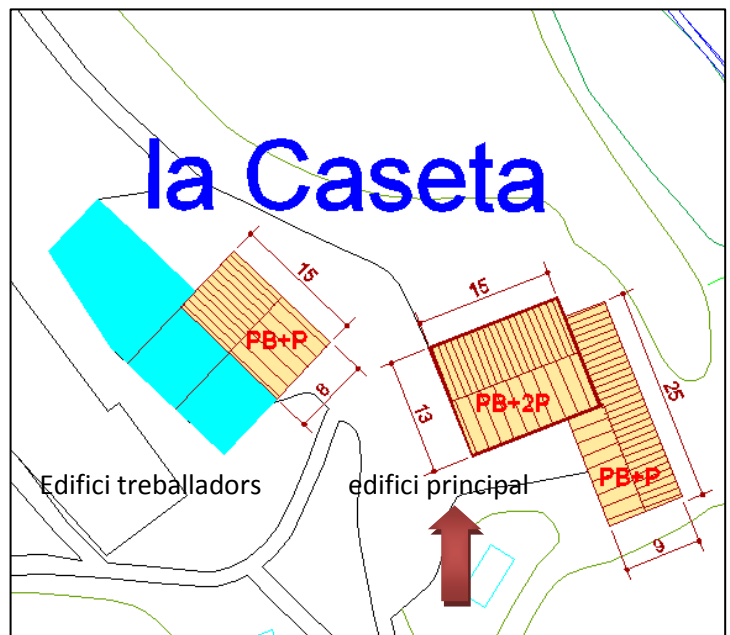 la Caseta
15
15
PB+P
8
13
PB+2P
25
Edifici treballadors
edifici principal
PB+P
9